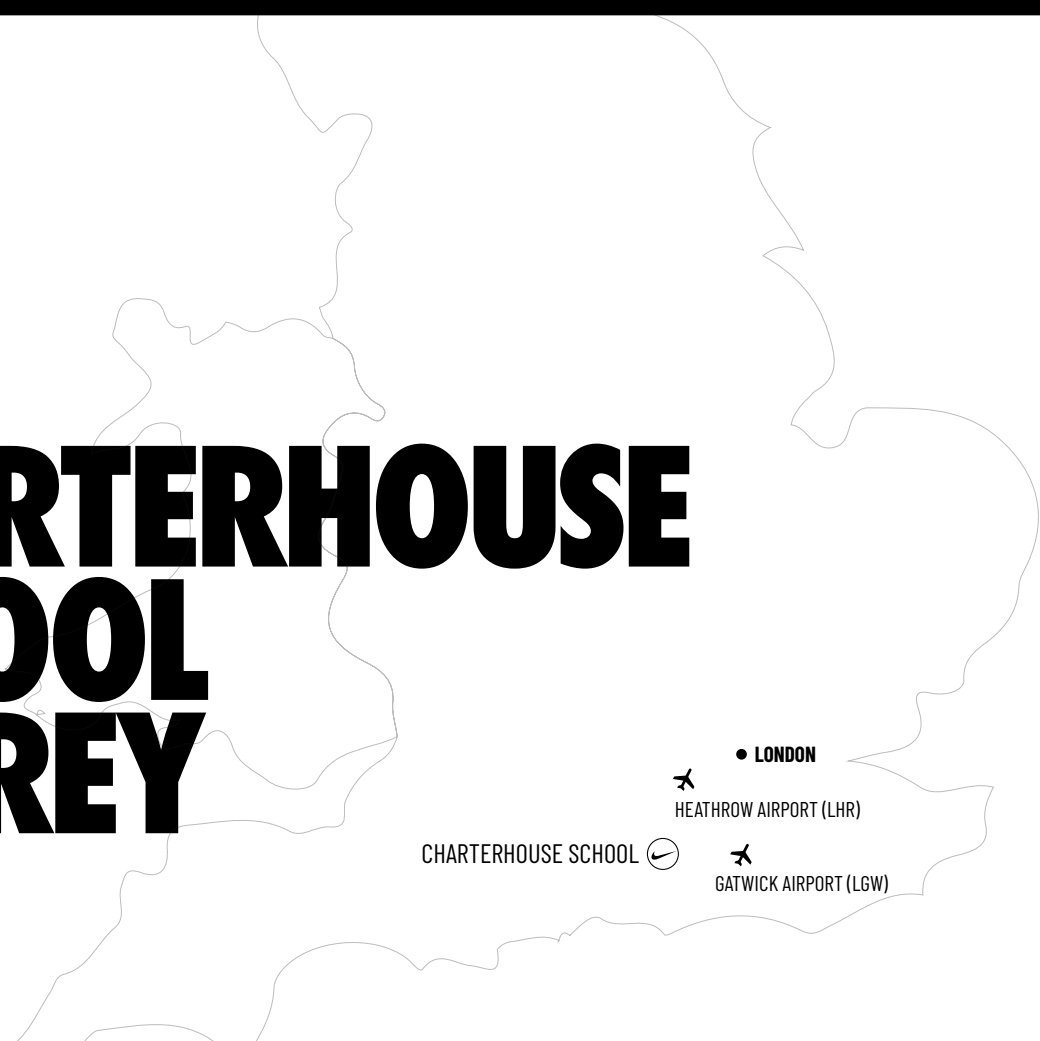 RTERHOUSE
OOL
REY
LONDON
HEATHROW AIRPORT (LHR)
CHARTERHOUSE SCHOOL
GATWICK AIRPORT (LGW)